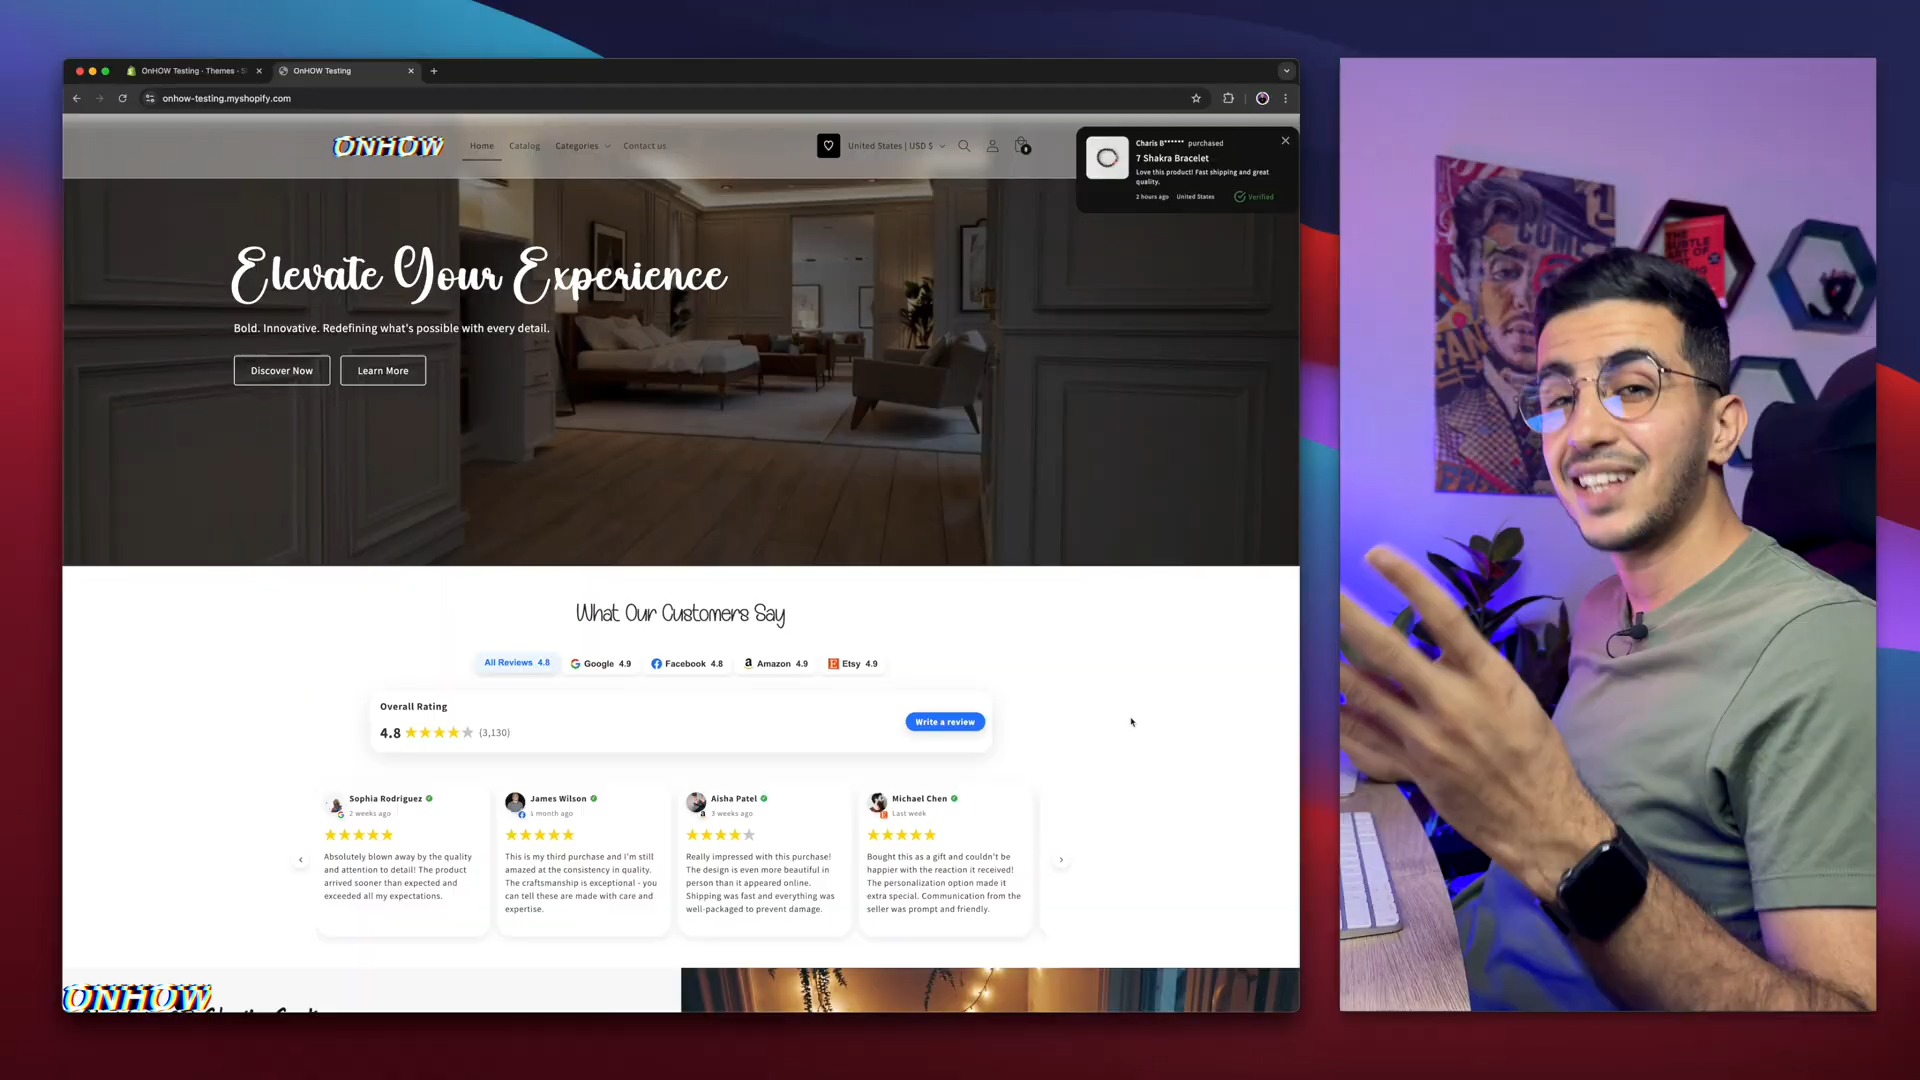 OnHOW Testing · Themes · S
OnHOW Testing
onhow-testing.myshopify.com
ONHOW
Home
Catalog
Categories
Contact us
United States | USD $
0
Charis B****** purchased
7 Shakra Bracelet
Love this product! Fast shipping and great
quality.
2 hours ago
United States
Verified
Elevate Your Experience
Bold. Innovative. Redefining what's possible with every detail.
Discover Now
Learn More
What Our Customers Say
All Reviews 4.8
Google 4.9
Facebook 4.8
Amazon 4.9
Etsy 4.9
Overall Rating
4.8
(3,130)
Write a review
Sophia Rodriguez
2 weeks ago
Absolutely blown away by the quality
and attention to detail! The product
arrived sooner than expected and
exceeded all my expectations.
James Wilson
1 month ago
This is my third purchase and I'm still
amazed at the consistency in quality.
The craftsmanship is exceptional - you
can tell these are made with care and
expertise.
Aisha Patel
3 weeks ago
Really impressed with this purchase!
The design is even more beautiful in
person than it appeared online.
Shipping was fast and everything was
well-packaged to prevent damage.
Michael Chen
Last week
Bought this as a gift and couldn't be
happier with the reaction it received!
The personalization option made it
extra special. Communication from the
seller was prompt and friendly.
ONHOW
COME
FAN
THE
SUBTLE
ART OF